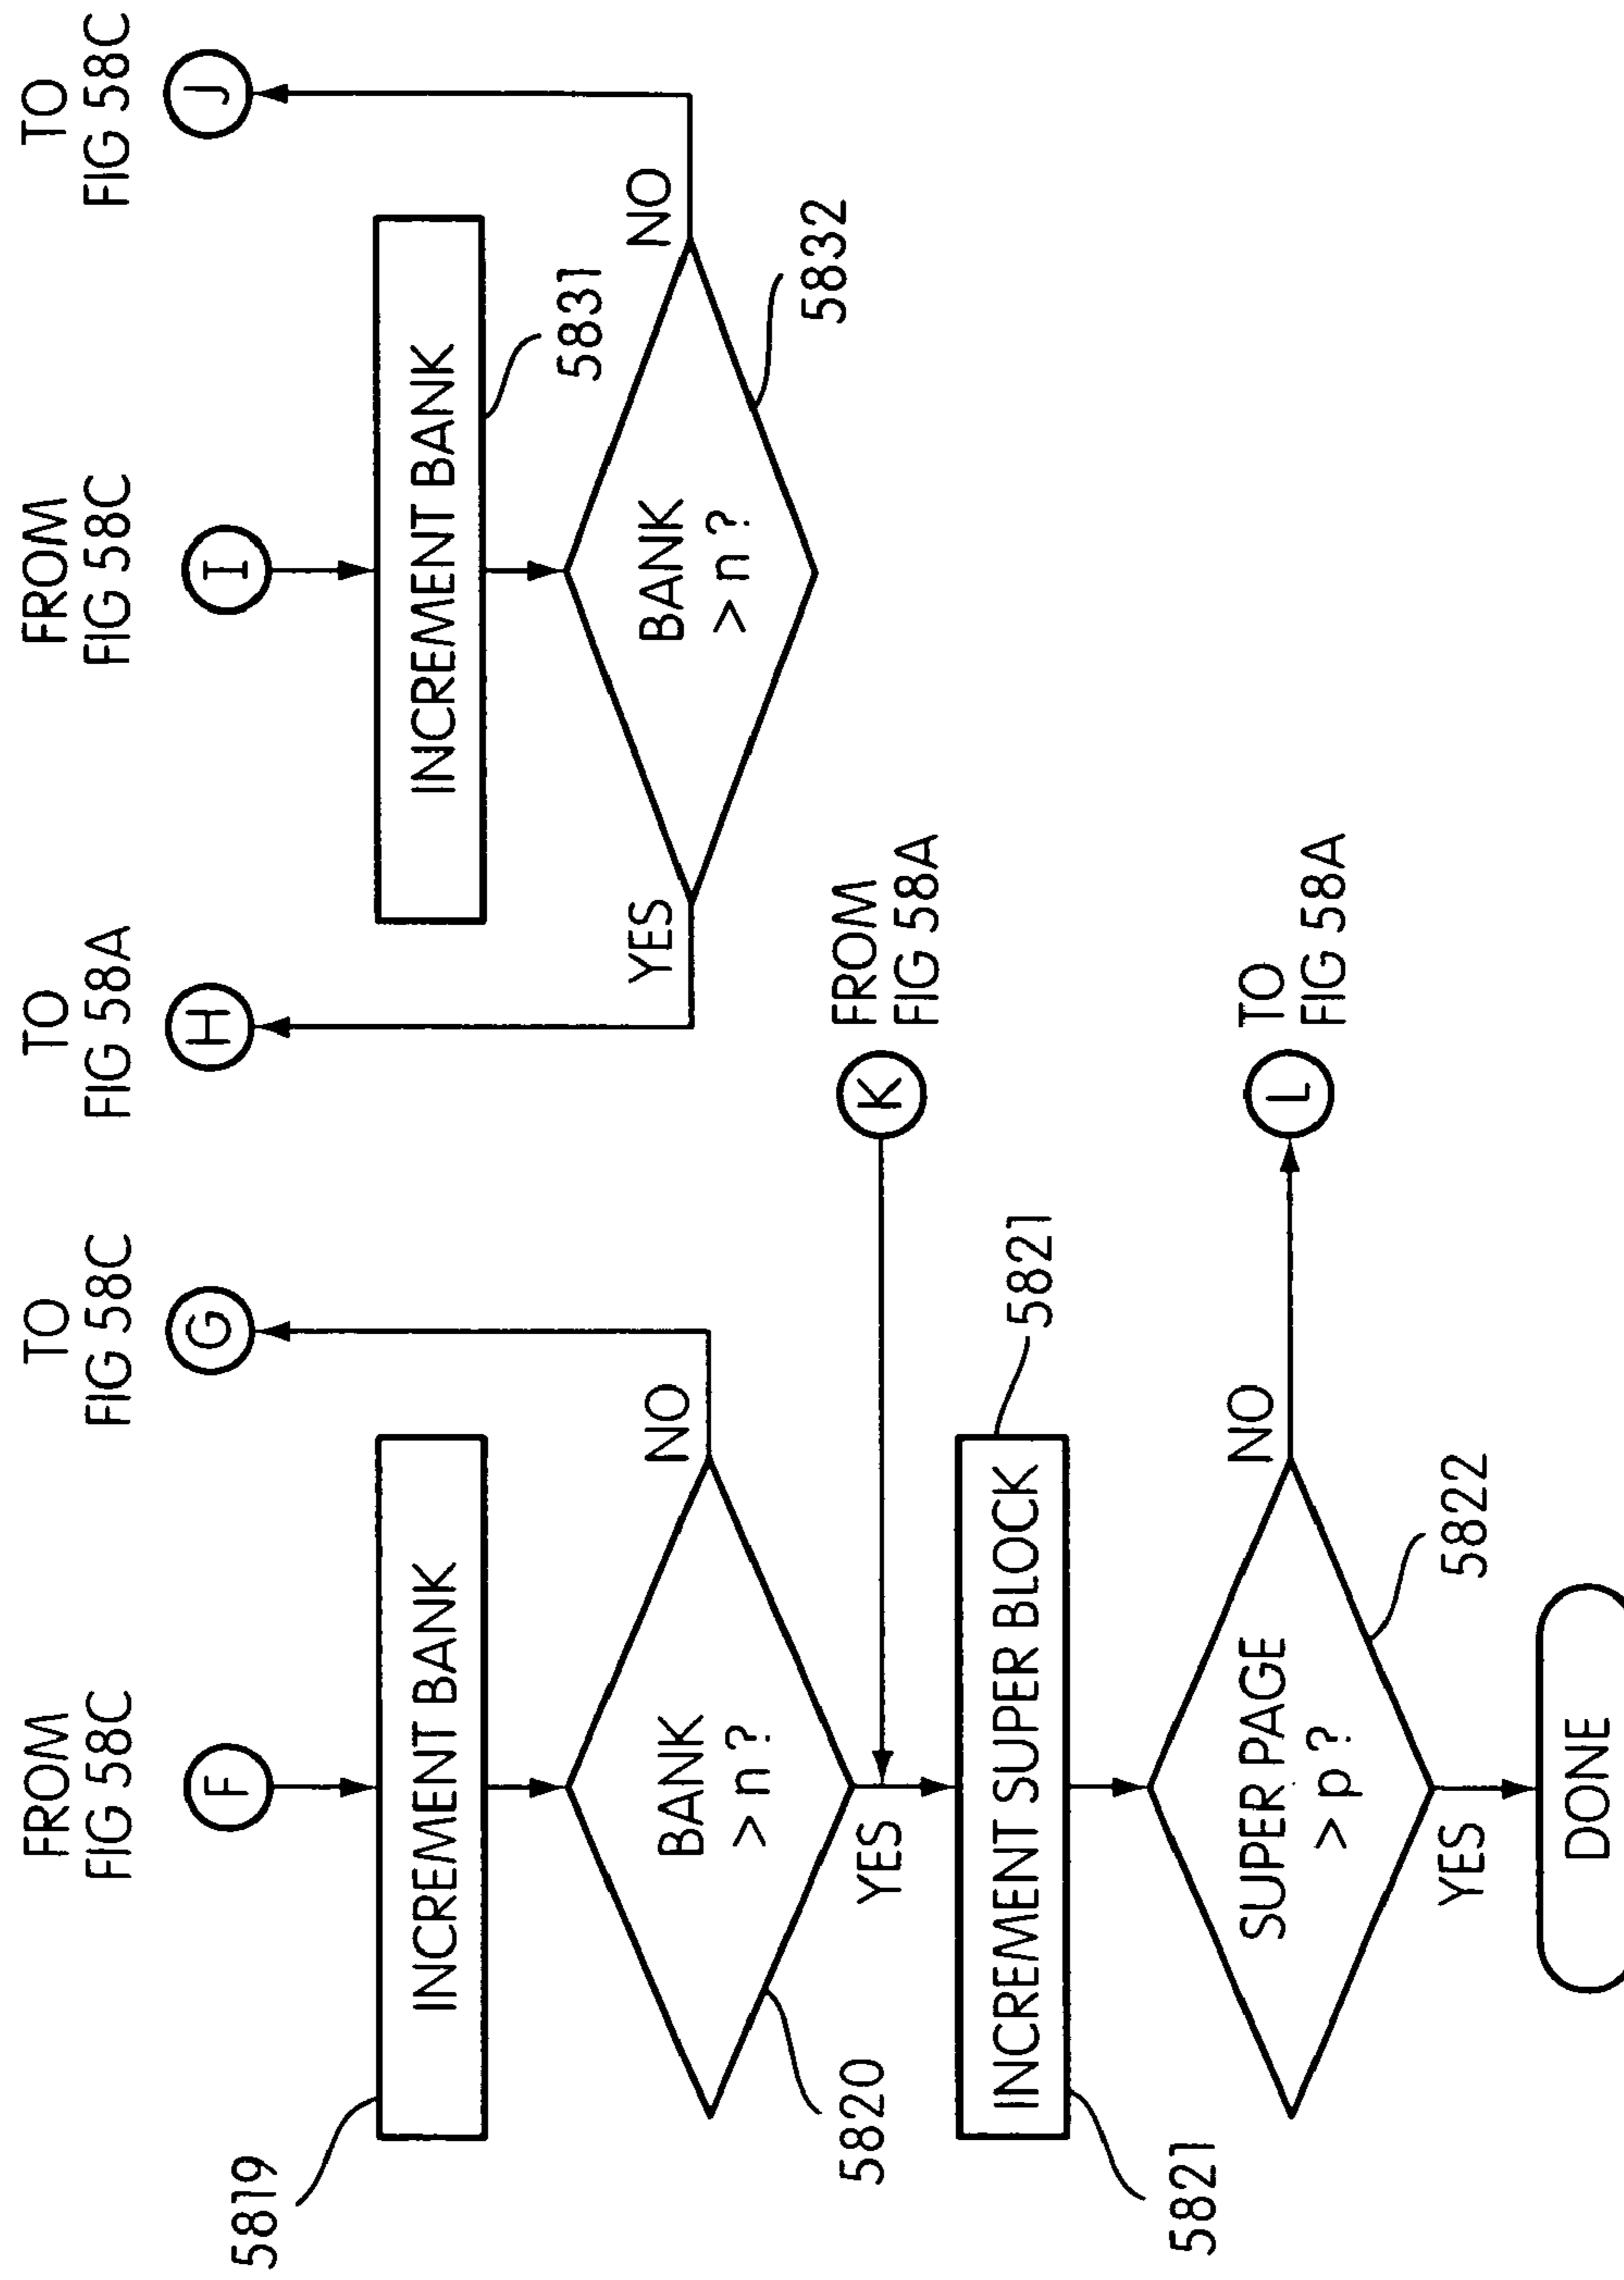 FROM
FIG 58C
F
TO
FIG 58C
G
TO
FIG 58A
H
FROM
FIG 58C
I
TO
FIG 58C
J
5819
INCREMENT BANK
INCREMENT BANK
5831
BANK
> n ?
NO
5820
YES
YES
BANK
> n ?
NO
5832
K
FROM
FIG 58A
INCREMENT SUPER BLOCK
5821
5821
SUPER PAGE
> p ?
NO
5822
YES
L
TO
FIG 58A
DONE